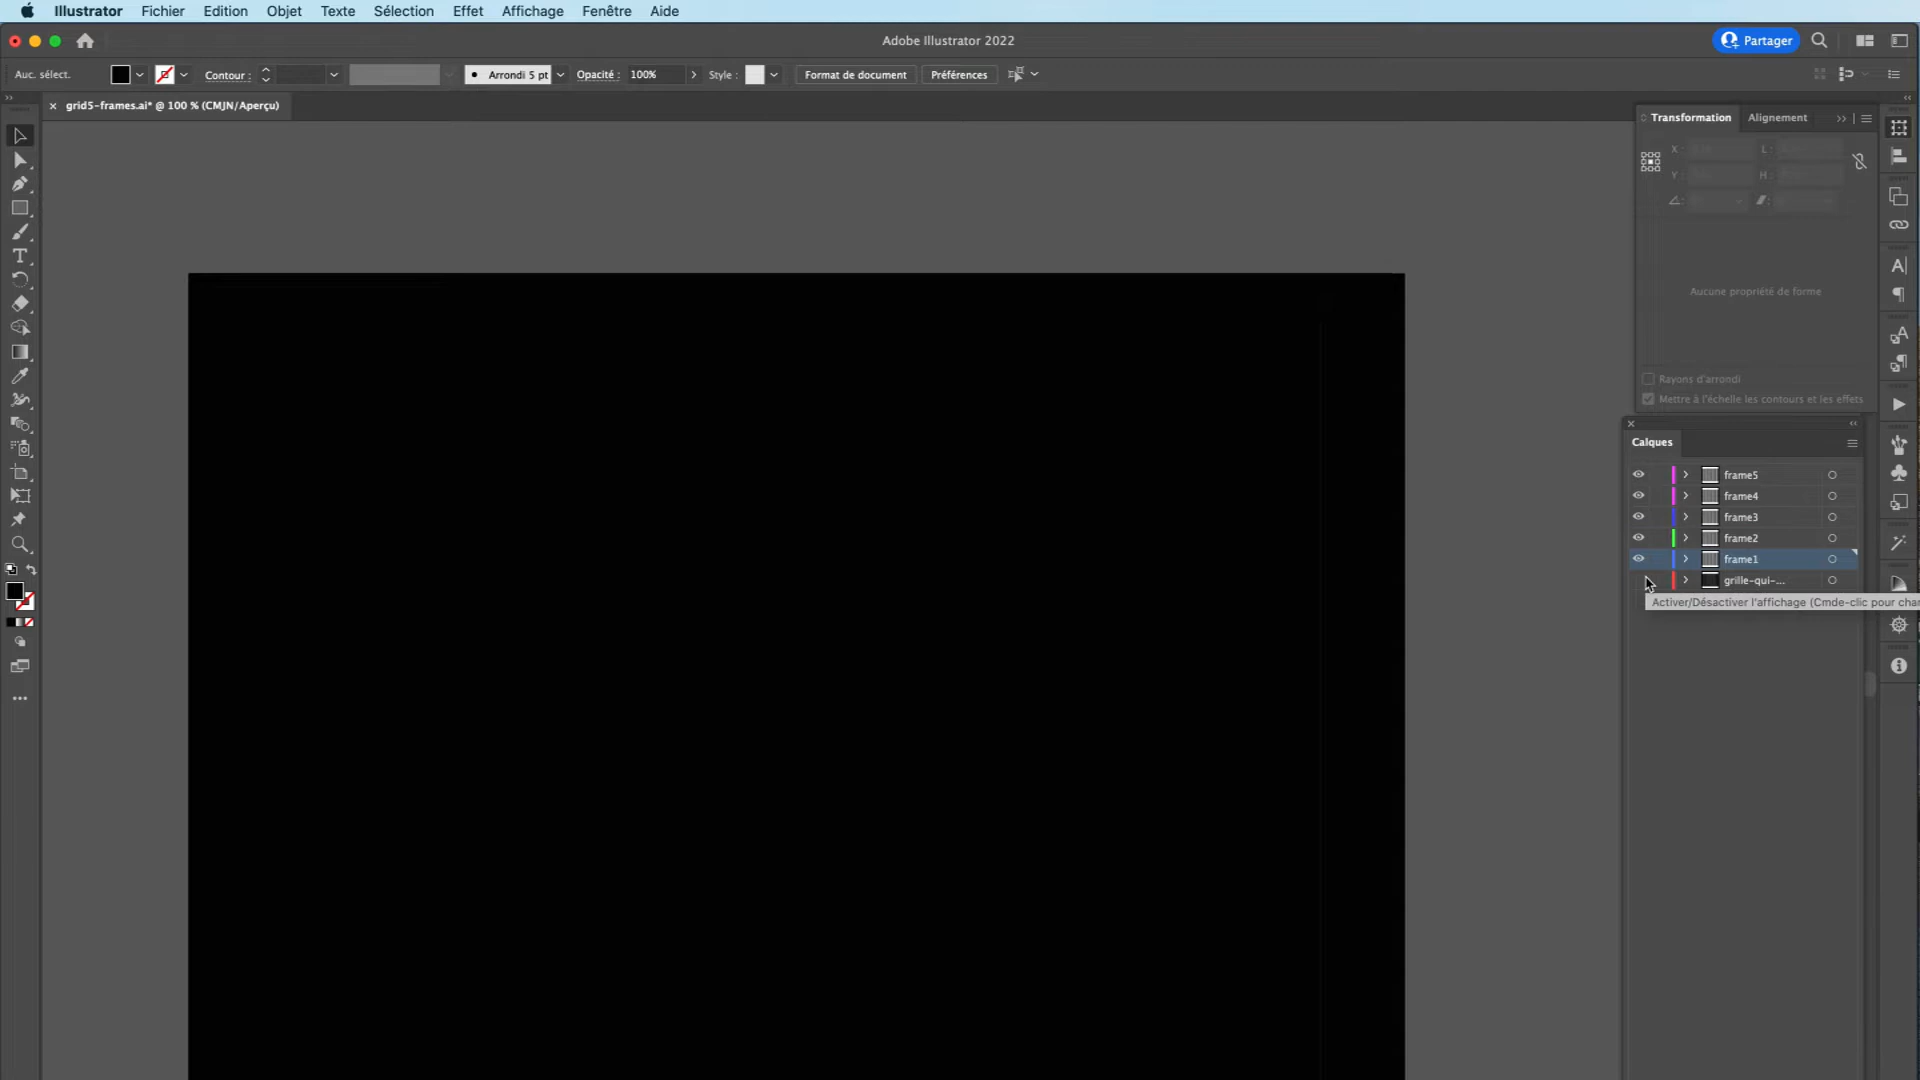 Illustrator Fichier Edition Objet Texte Sélection Effet Affichage Fenêtre Aide
Adobe Illustrator 2022
Partager
Auc. sélect.
Contour :
Arrondi 5 pt
Opacité : 100%
Style :
Format de document
Préférences
× grid5-frames.ai* @ 100 % (CMJN/Aperçu)
Transformation Alignement
X : L :
Y : H :
Aucune propriété de forme
Rayons d'arrondi
Mettre à l'échelle les contours et les effets
Calques
frame5
frame4
frame3
frame2
frame1
grille-qui-...
Activer/Désactiver l'affichage (Cmde-clic pour char